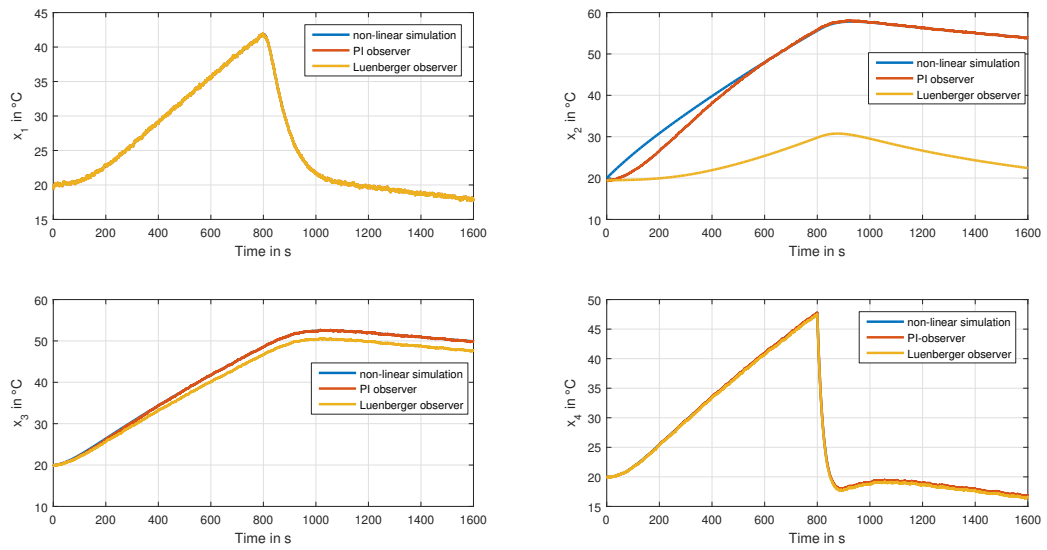 45
40
35
30
25
20
15
x1 in °C
0 200 400 600 800 1000 1200 1400 1600
Time in s
non-linear simulation
PI observer
Luenberger observer
60
50
40
30
20
10
x2 in °C
0 200 400 600 800 1000 1200 1400 1600
Time in s
non-linear simulation
PI observer
Luenberger observer
60
50
40
30
20
10
x3 in °C
0 200 400 600 800 1000 1200 1400 1600
Time in s
non-linear simulation
PI observer
Luenberger observer
50
45
40
35
30
25
20
15
x4 in °C
0 200 400 600 800 1000 1200 1400 1600
Time in s
non-linear simulation
PI-observer
Luenberger observer